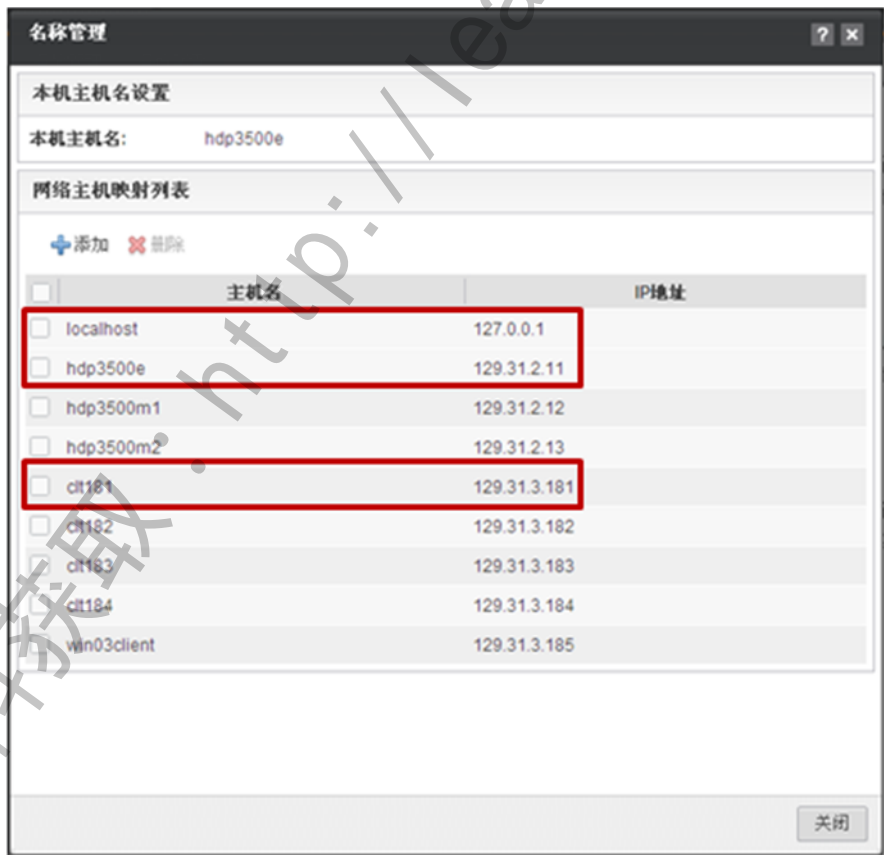 名称管理
? ×
本机主机名设置
本机主机名: hdp3500e
网络主机映射列表
添加 删除
主机名 IP地址
localhost 127.0.0.1
hdp3500e 129.31.2.11
hdp3500m1 129.31.2.12
hdp3500m2 129.31.2.13
clt181 129.31.3.181
clt182 129.31.3.182
clt183 129.31.3.183
clt184 129.31.3.184
win03client 129.31.3.185
关闭
获取:http://lea